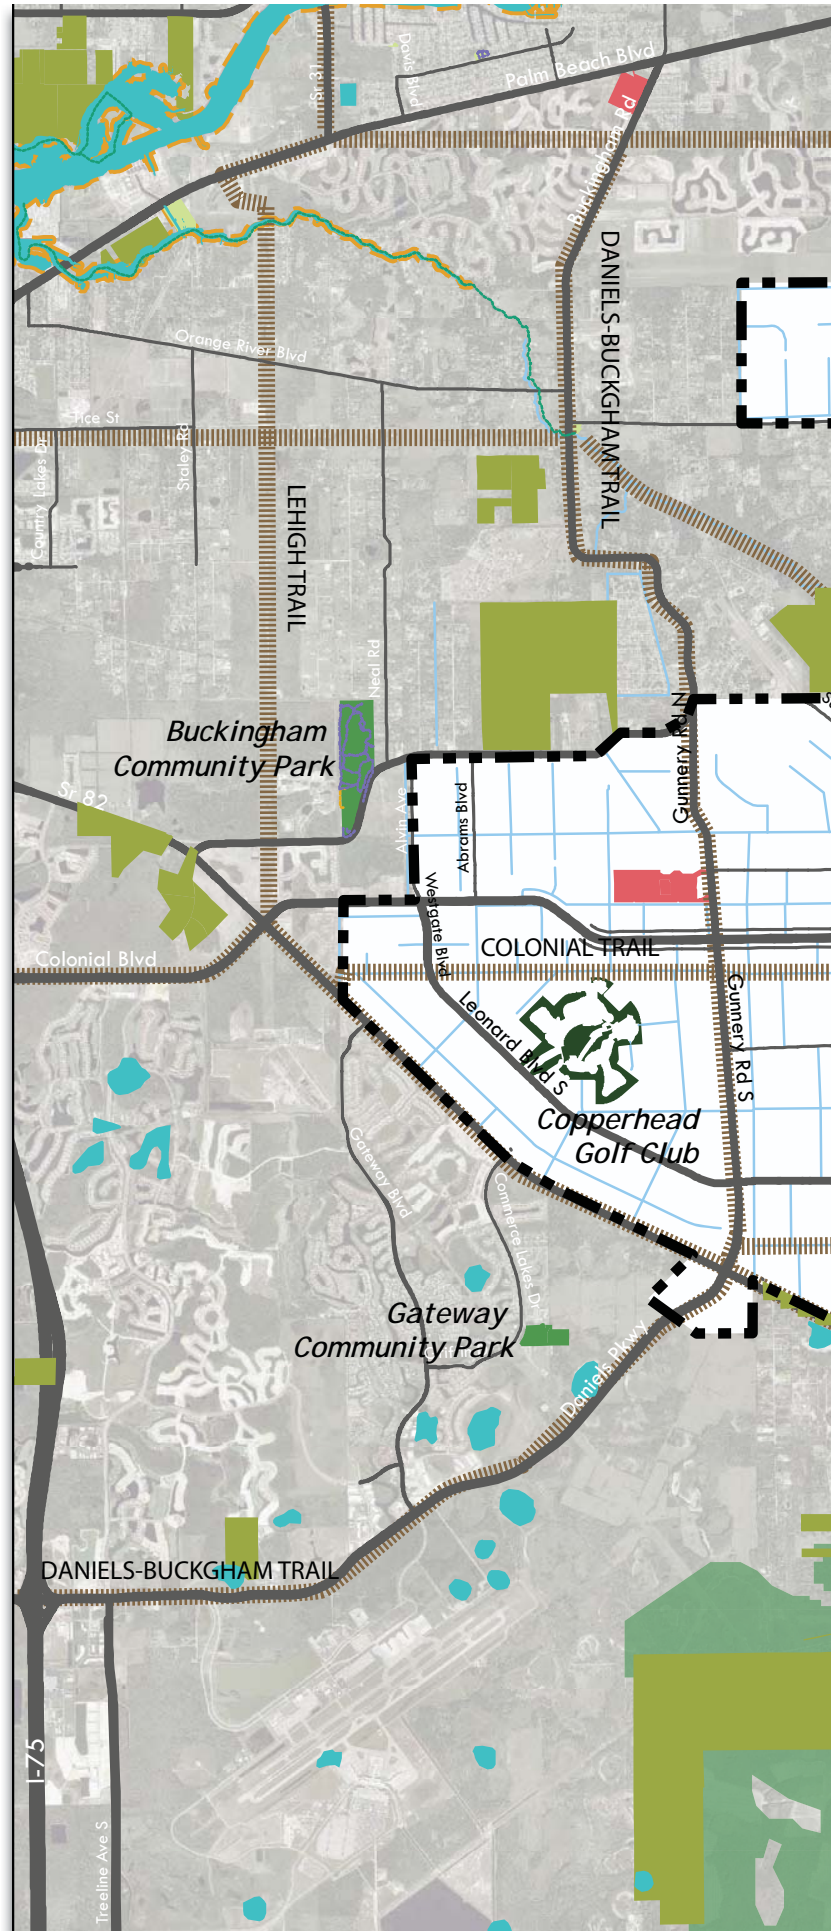 Davis Blvd
Palm Beach Blvd
Sr 31
Buckingham Rd
DANIELS-BUCKGHAM TRAIL
Orange River Blvd
Tice St
Staley Rd
Country Lakes Dr
LEHIGH TRAIL
Neal Rd
Gunnery Rd N
Buckingham
Community Park
Sr 82
Alvin Ave
Abrams Blvd
Westgate Blvd
COLONIAL TRAIL
Colonial Blvd
Leonard Blvd S
Gunnery Rd S
Copperhead
Golf Club
Gateway Blvd
Commerce Lakes Dr
Gateway
Community Park
Daniels Pkwy
DANIELS-BUCKGHAM TRAIL
I-75
Treeline Ave S